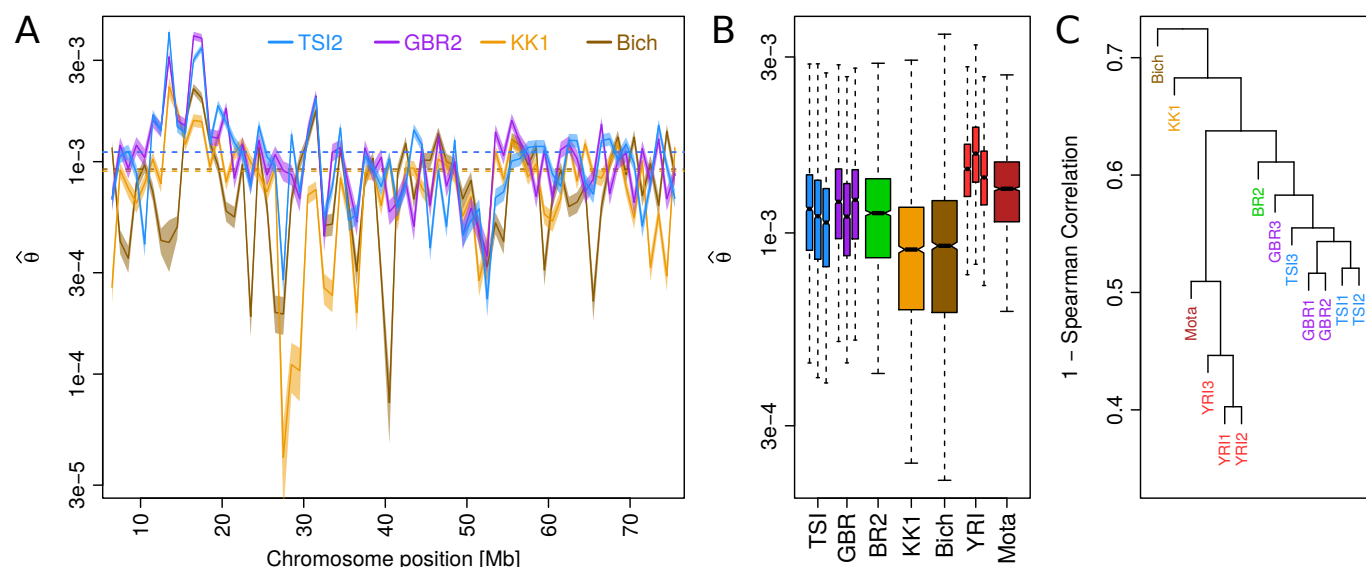 A
TSI2 GBR2 KK1 Bich
θ̂
3e-3
1e-3
3e-4
1e-4
3e-5
10 20 30 40 50 60 70
Chromosome position [Mb]
B
θ̂
3e-3
1e-3
3e-4
TSI
GBR
BR2
KK1
Bich
YRI
Mota
C
1 − Spearman Correlation
0.7
0.6
0.5
0.4
Bich
KK1
BR2
GBR3
TSI3
GBR1
GBR2
TSI1
TSI2
Mota
YRI3
YRI1
YRI2